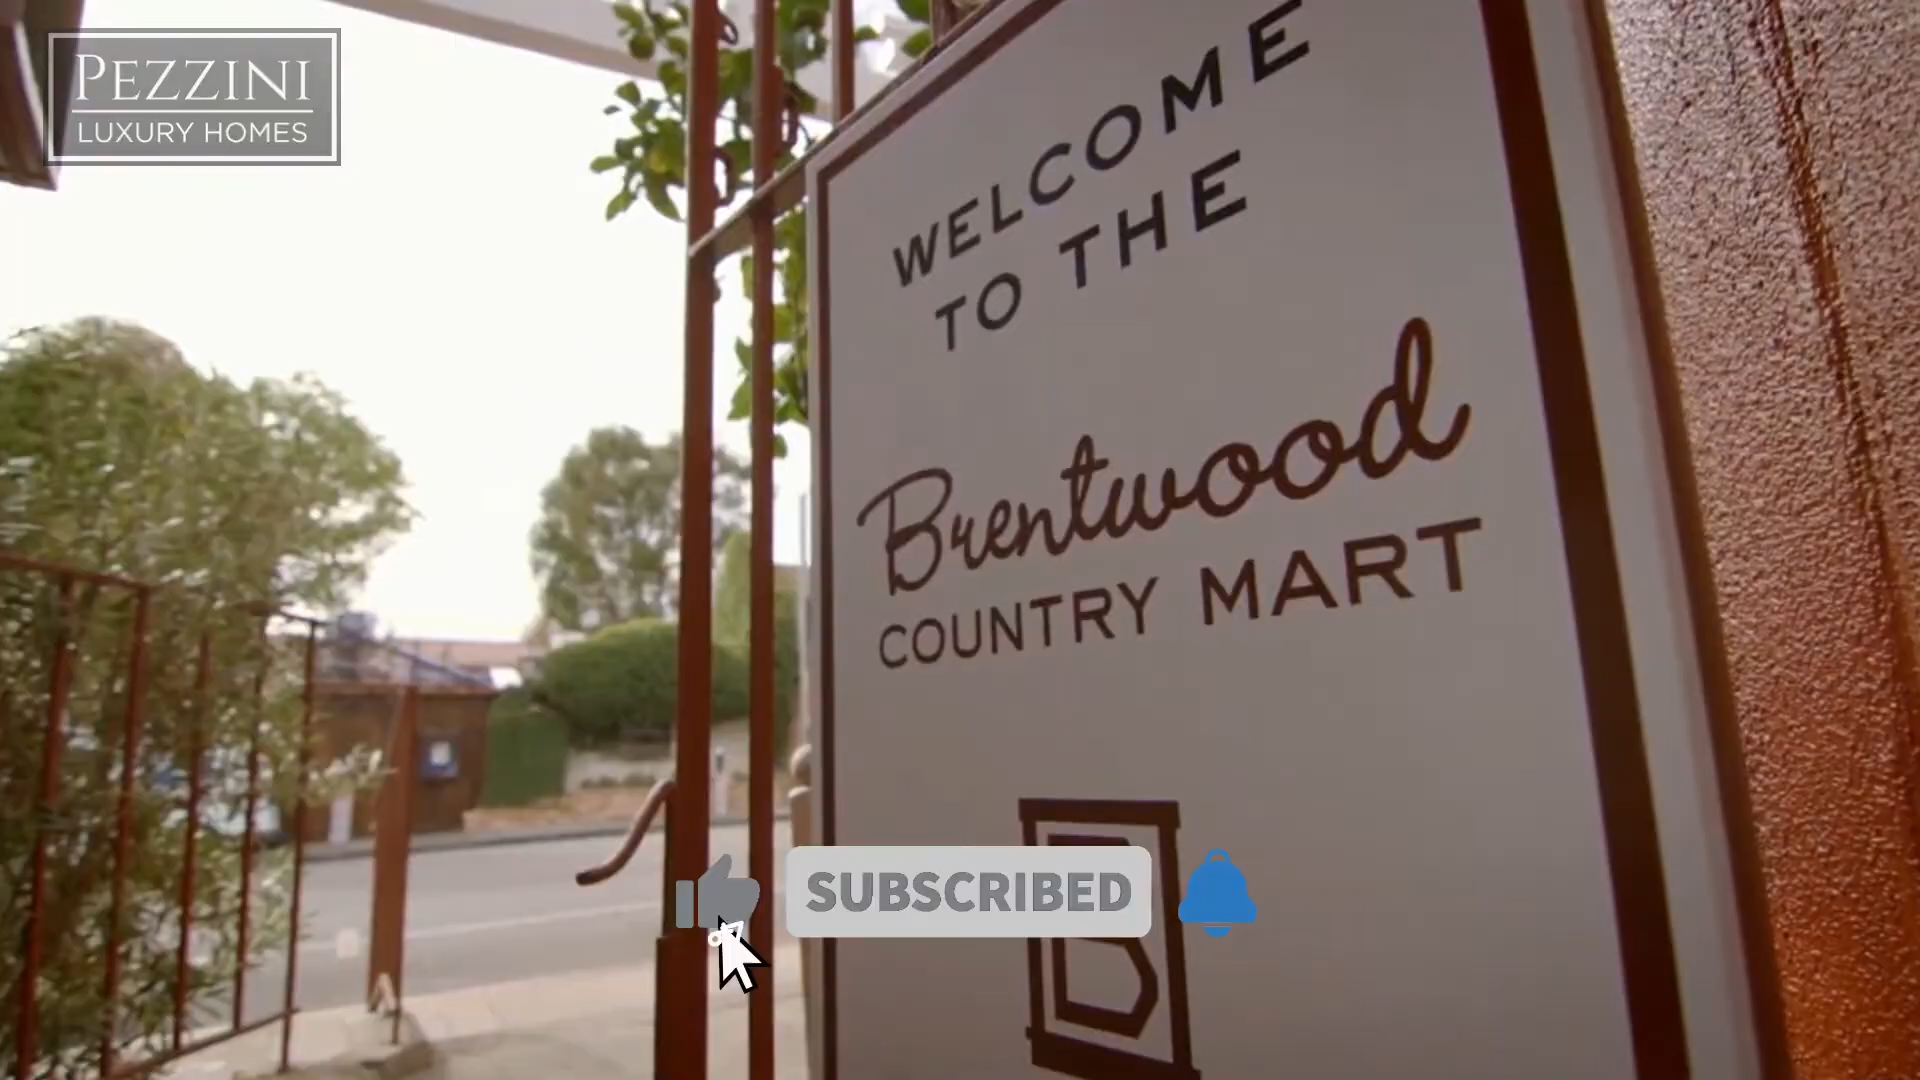 PEZZINI
LUXURY HOMES
WELCOME
TO THE
Brentwood
COUNTRY MART
SUBSCRIBED
B